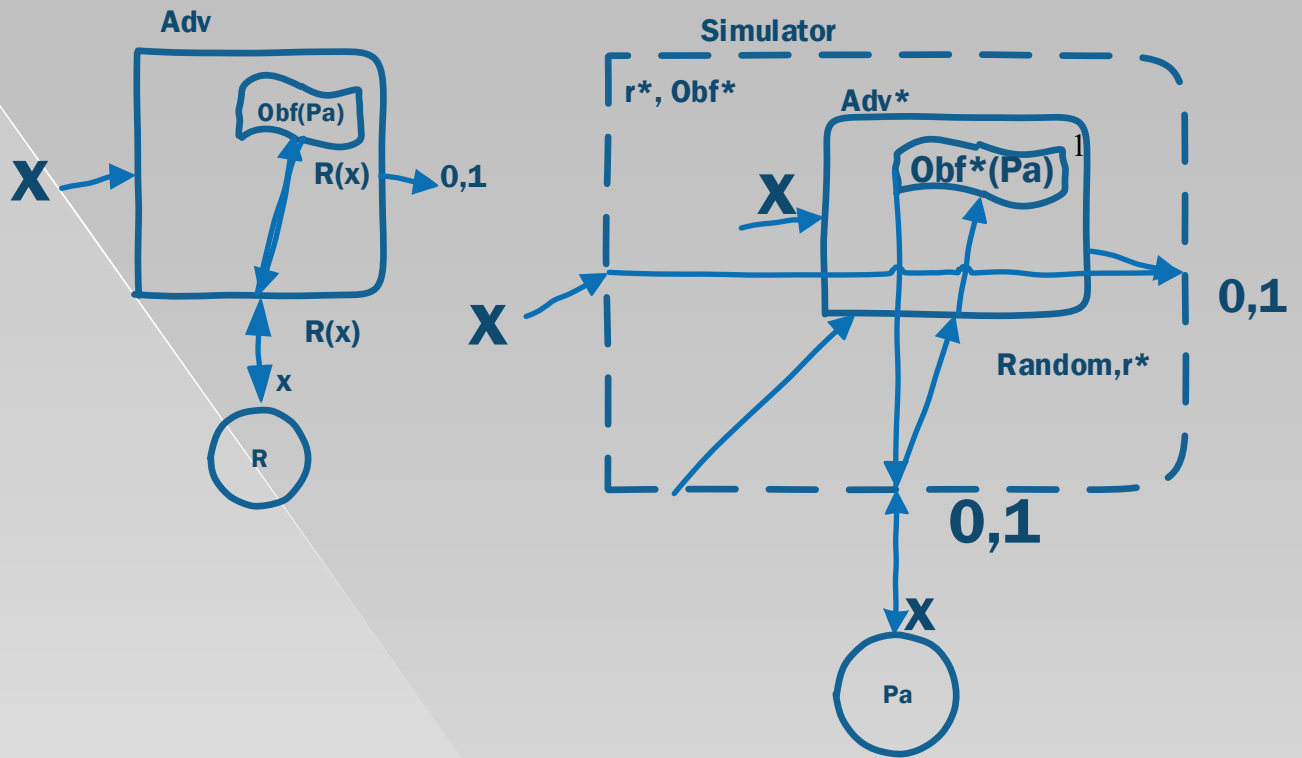 Adv
Obf(Pa)
X
R(x)
0,1
R(x)
x
R
Simulator
r*, Obf*
Adv*
1
Obf*(Pa)
X
X
0,1
Random,r*
0,1
X
Pa